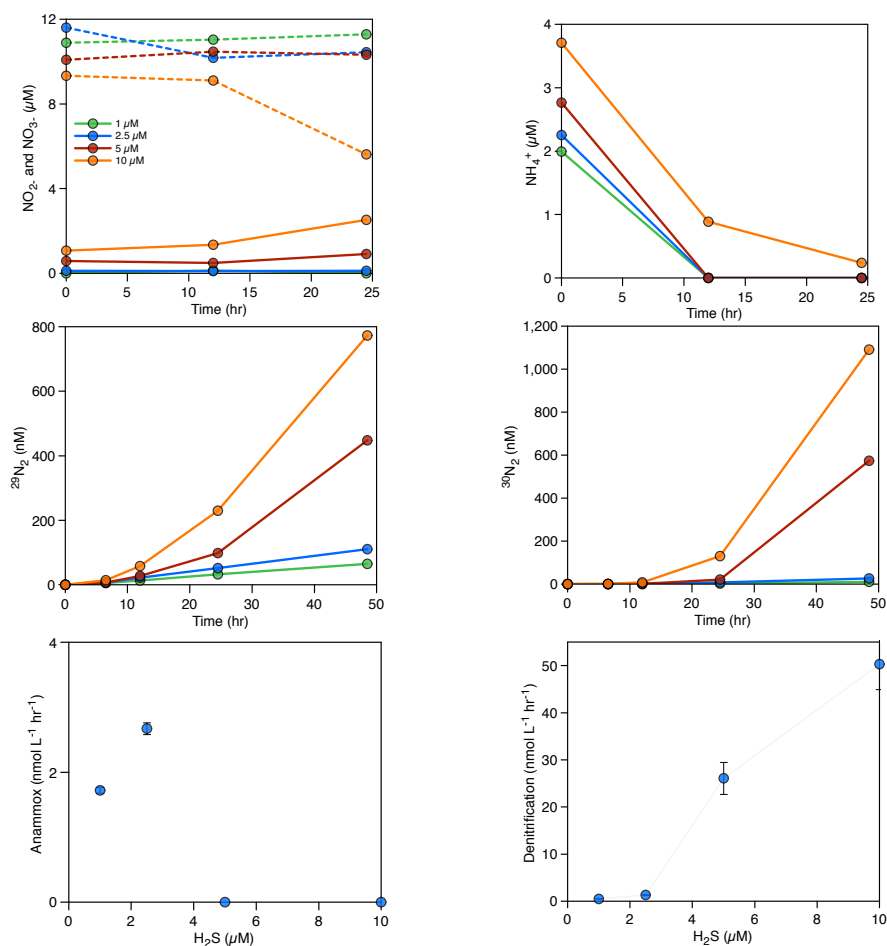 12
8
4
0
NO₂- and NO₃- (µM)
1 µM
2.5 µM
5 µM
10 µM
0 5 10 15 20 25
Time (hr)
4
3
2
1
0
NH₄⁺ (µM)
0 5 10 15 20 25
Time (hr)
800
600
400
200
0
²⁹N₂ (nM)
0 10 20 30 40 50
Time (hr)
1,200
1,000
800
600
400
200
0
³⁰N₂ (nM)
0 10 20 30 40 50
Time (hr)
4
2
0
Anammox (nmol L⁻¹ hr⁻¹)
0 2 4 6 8 10
H₂S (µM)
50
40
30
20
10
0
Denitrification (nmol L⁻¹ hr⁻¹)
0 2 4 6 8 10
H₂S (µM)